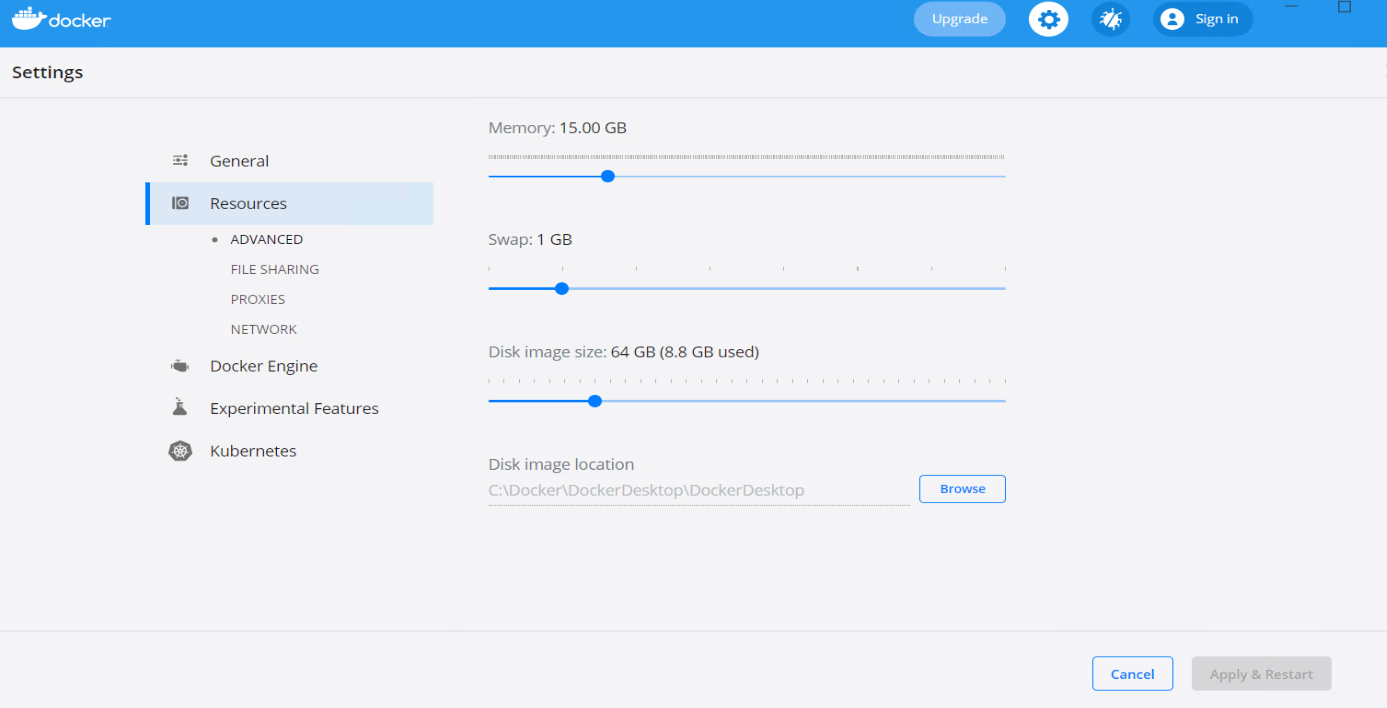 docker
Upgrade
Sign in
Settings
General
Resources
ADVANCED
FILE SHARING
PROXIES
NETWORK
Docker Engine
Experimental Features
Kubernetes
Memory: 15.00 GB
Swap: 1 GB
Disk image size: 64 GB (8.8 GB used)
Disk image location
C:\Docker\DockerDesktop\DockerDesktop
Browse
Cancel
Apply & Restart